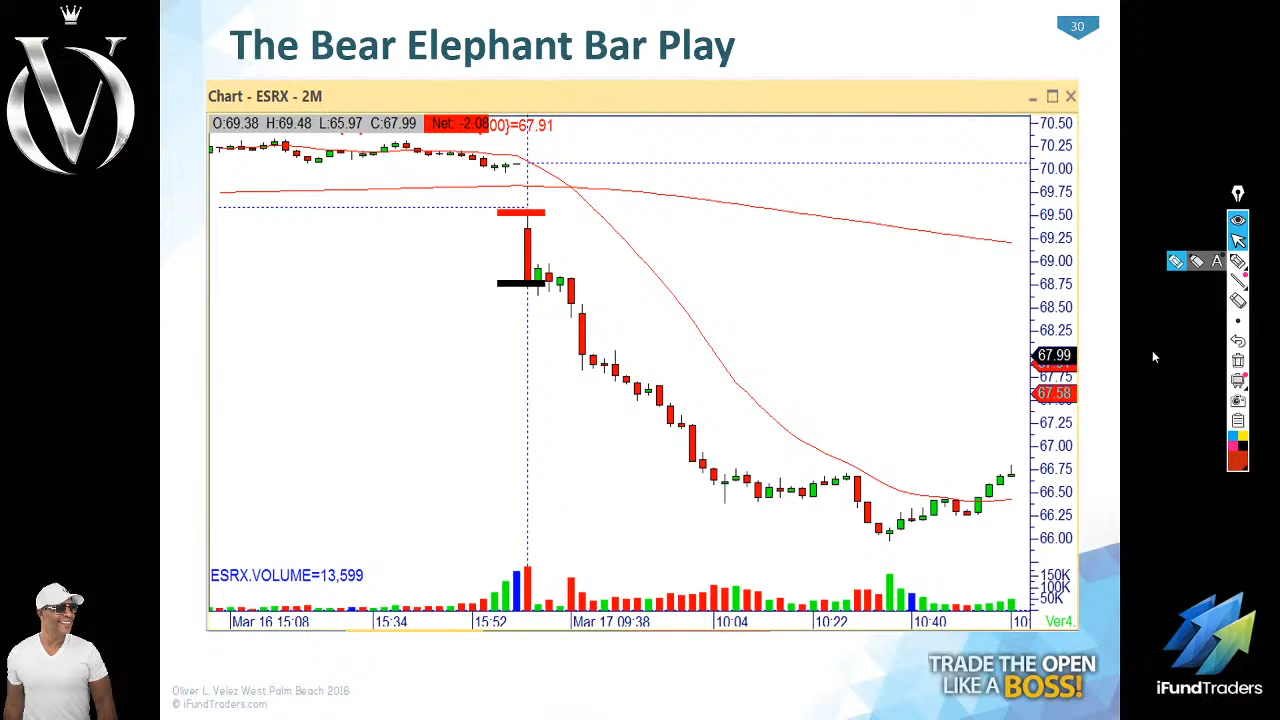 30
The Bear Elephant Bar Play
Chart - ESRX - 2M
O:69.38 H:69.48 L:65.97 C:67.99 Net: -2.08 00}=67.91
70.50
70.25
70.00
69.75
69.50
69.25
69.00
68.75
68.50
68.25
67.99
67.75
67.58
67.25
67.00
66.75
66.50
66.25
66.00
ESRX.VOLUME=13,599
150K
100K
50K
Mar 16 15:08 15:34 15:52 Mar 17 09:38 10:04 10:22 10:40 10:
Ver4.
A
TRADE THE OPEN
LIKE A BOSS!
iFundTraders
Oliver L. Velez West Palm Beach 2016
© iFundTraders.com